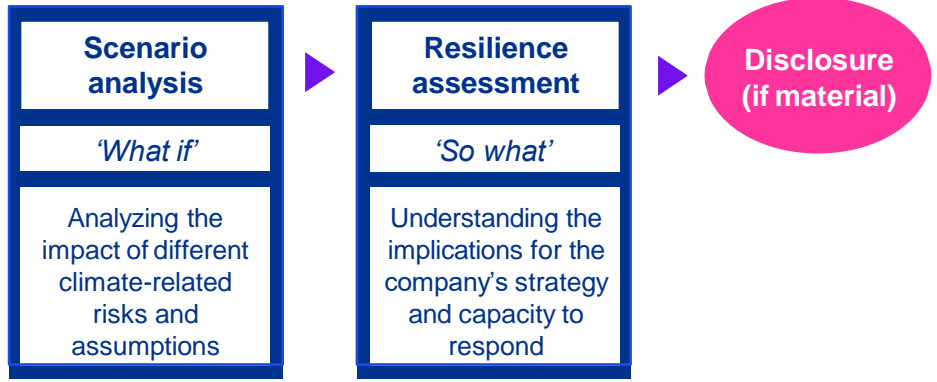 Scenario
analysis
'What if'
Analyzing the
impact of different
climate-related
risks and
assumptions
Resilience
assessment
'So what'
Understanding the
implications for the
company's strategy
and capacity to
respond
Disclosure
(if material)